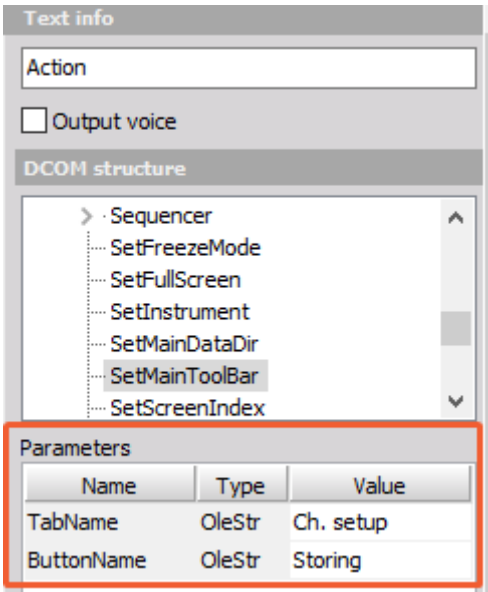 Text info
Action
Output voice
DCOM structure
Sequencer
SetFreezeMode
SetFullScreen
SetInstrument
SetMainDataDir
SetMainToolBar
SetScreenIndex
Parameters
Name Type Value
TabName OleStr Ch. setup
ButtonName OleStr Storing